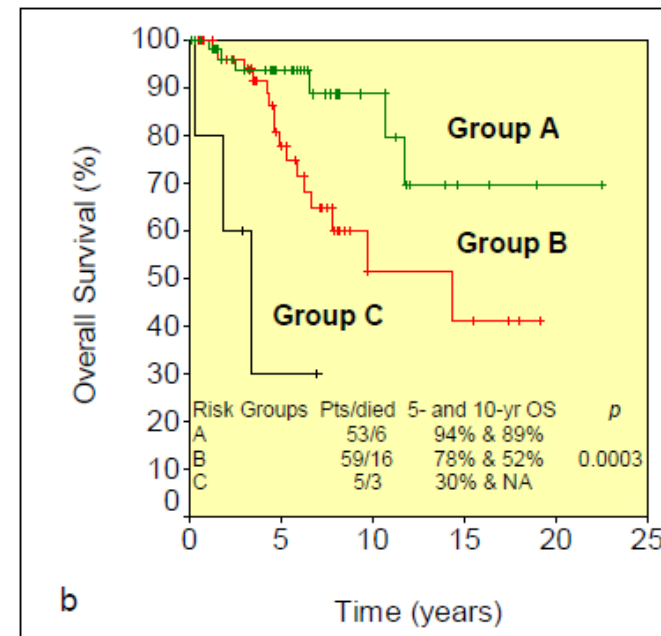 100
90
80
70
60
50
40
30
20
10
0
Overall Survival (%)
Group A
Group B
Group C
Risk Groups Pts/died 5- and 10-yr OS p
A 53/6 94% & 89%
B 59/16 78% & 52% 0.0003
C 5/3 30% & NA
0 5 10 15 20 25
Time (years)
b